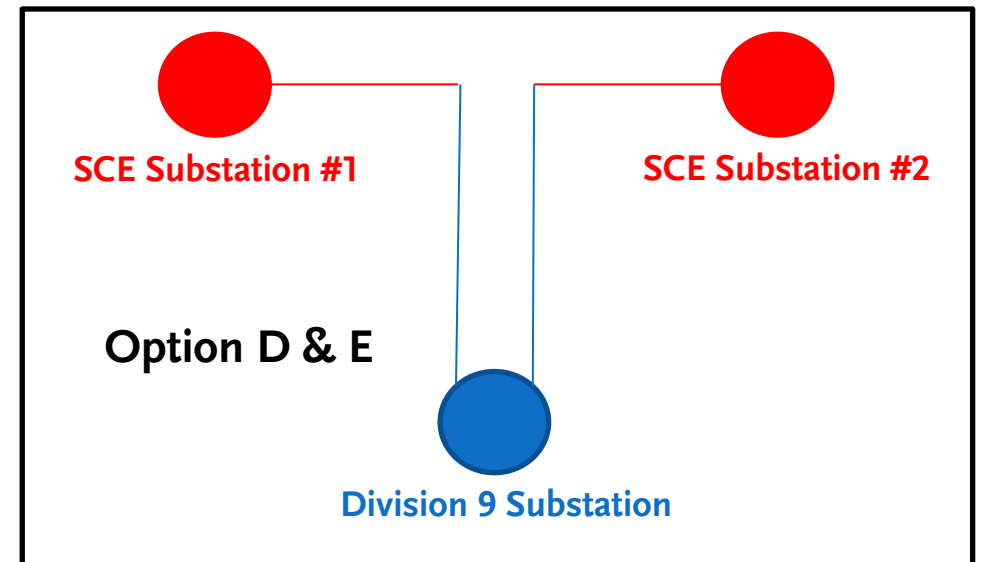 SCE Substation #1
SCE Substation #2
Option D & E
Division 9 Substation